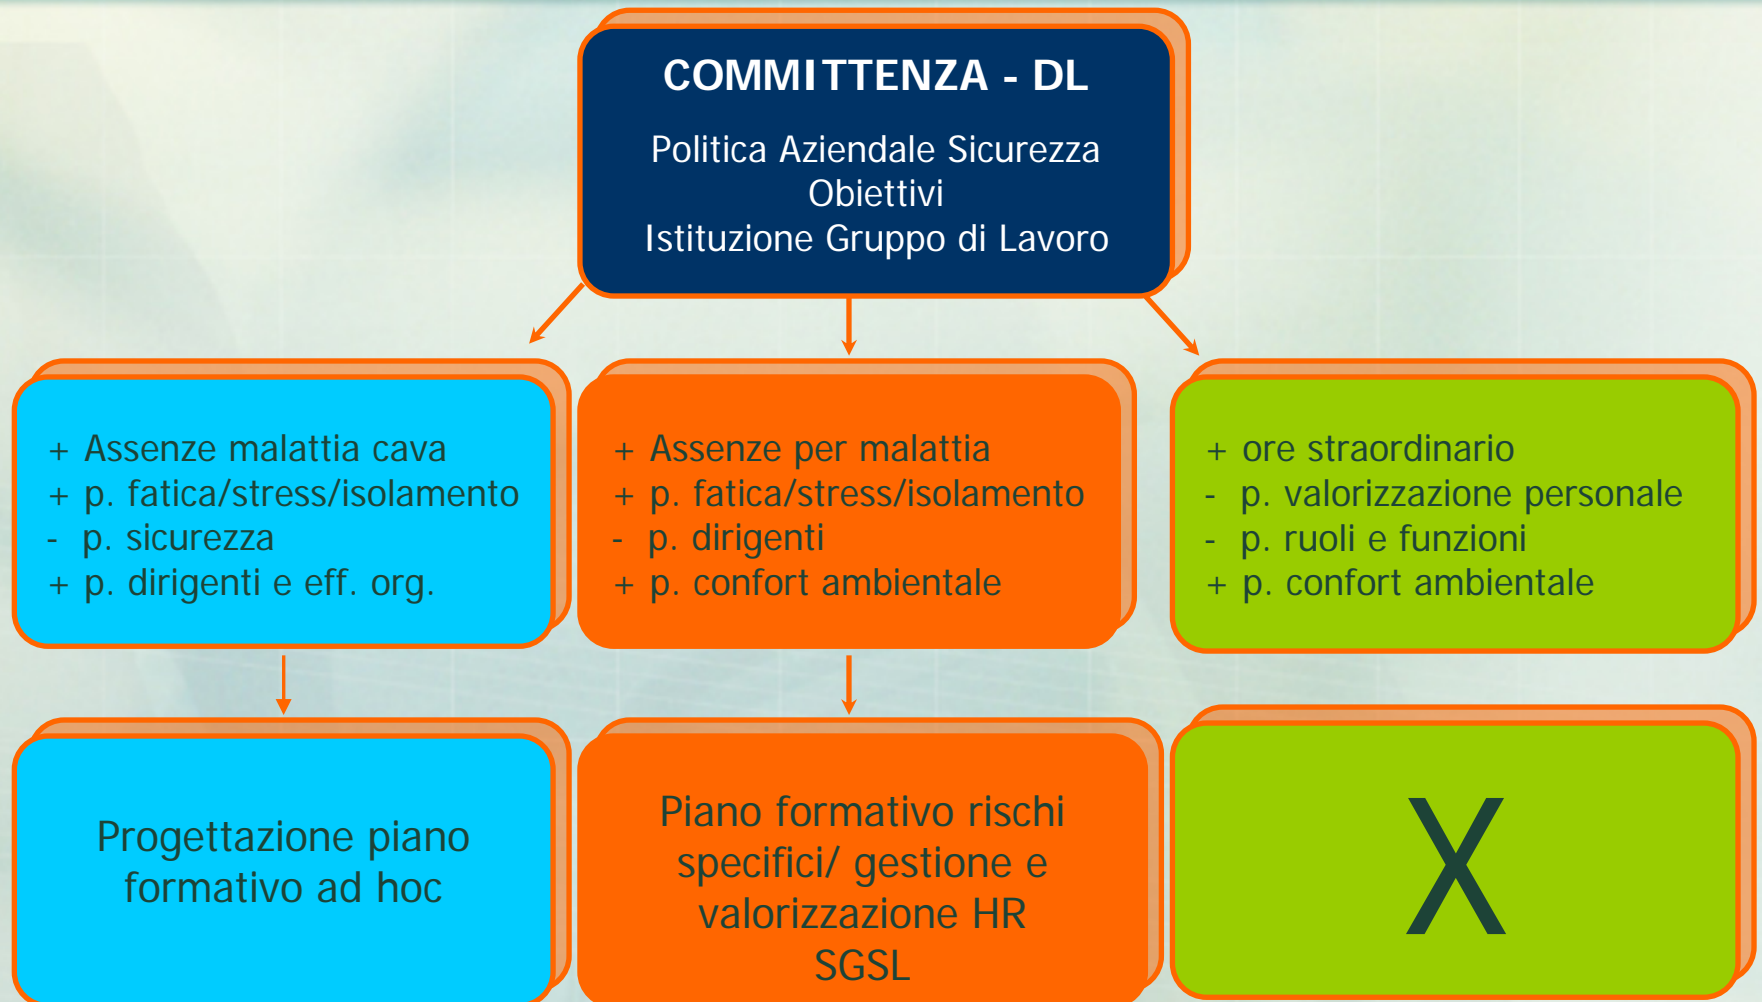 COMMITTENZA - DL
Politica Aziendale Sicurezza
Obiettivi
Istituzione Gruppo di Lavoro
+ Assenze malattia cava
+ p. fatica/stress/isolamento
- p. sicurezza
+ p. dirigenti e eff. org.
+ Assenze per malattia
+ p. fatica/stress/isolamento
- p. dirigenti
+ p. confort ambientale
+ ore straordinario
- p. valorizzazione personale
- p. ruoli e funzioni
+ p. confort ambientale
Progettazione piano
formativo ad hoc
Piano formativo rischi
specifici/ gestione e
valorizzazione HR
SGSL
X